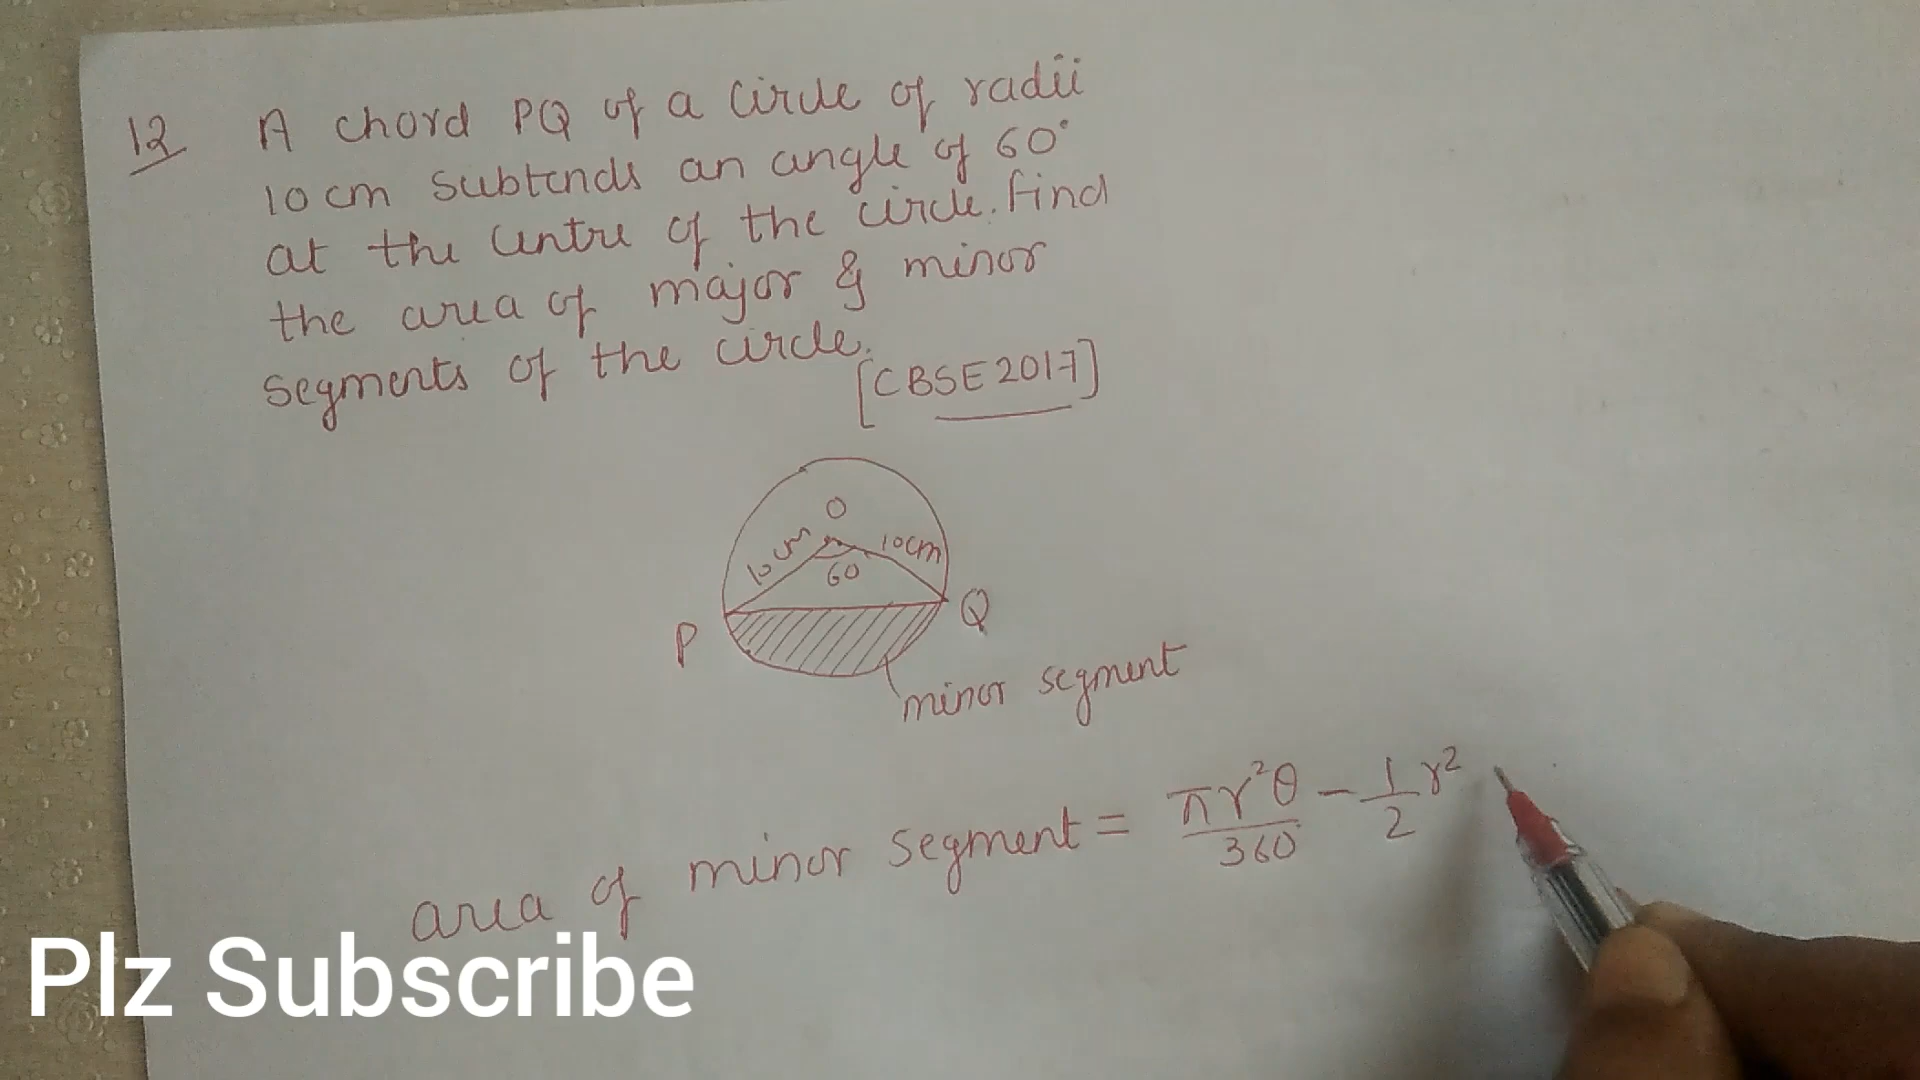 12 A chord PQ of a circle of radii
10 cm subtends an angle of 60°
at the centre of the circle. find
the area of major & minor
segments of the circle.
[CBSE 2017]
O
10cm 10cm
60
P Q
minor segment
area of minor segment = πr²θ/360 - 1/2 r²
Plz Subscribe